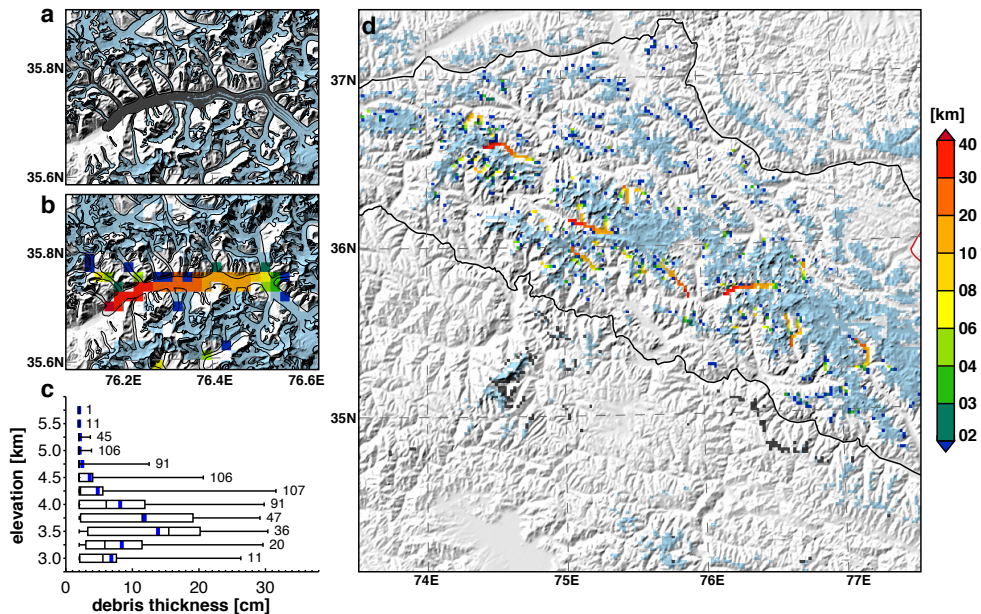 a
35.8N
35.6N
b
35.8N
35.6N
76.2E 76.4E 76.6E
c
elevation [km]
5.5
5.0
4.5
4.0
3.5
3.0
1
11
45
106
91
106
107
91
47
36
20
11
0 10 20 30
debris thickness [cm]
d
37N
36N
35N
74E 75E 76E 77E
[km]
40
30
20
10
08
06
04
03
02